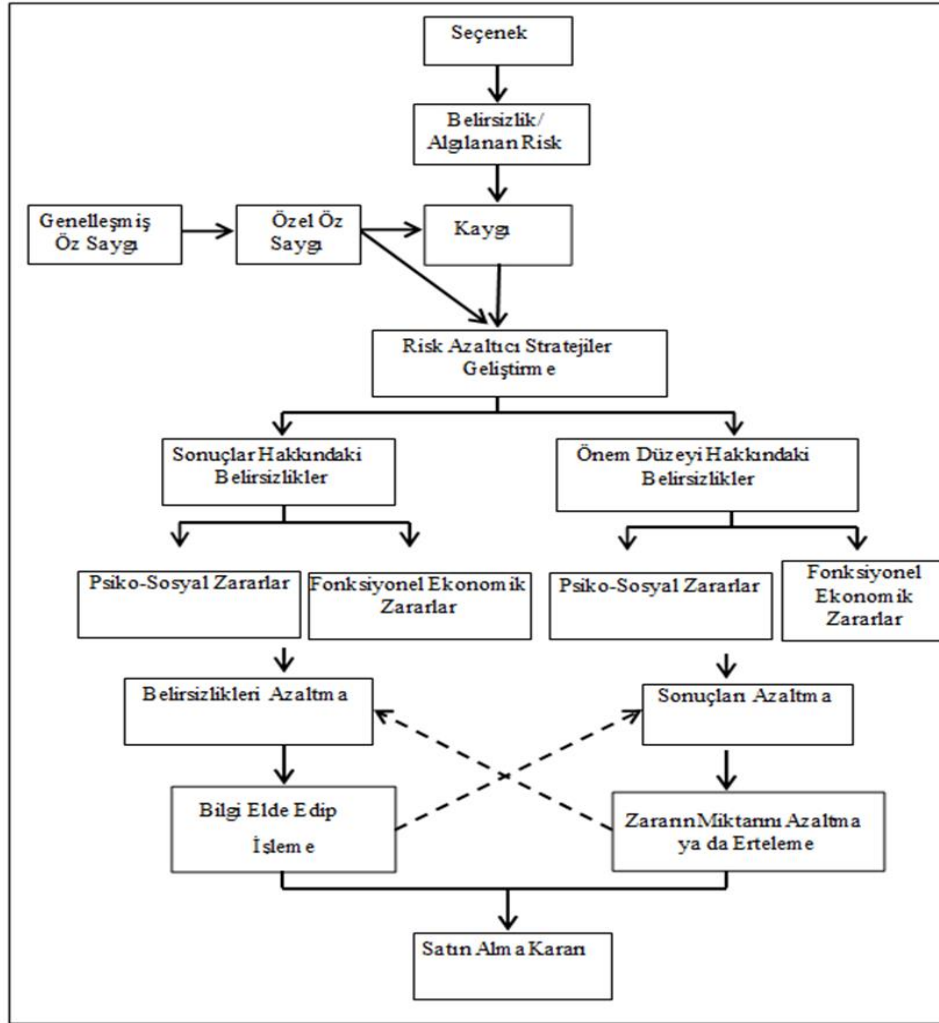 Seçenek
Belirsizlik/
Algılanan Risk
Genelleşmiş
Öz Saygı
Özel Öz
Saygı
Kaygı
Risk Azaltıcı Stratejiler
Geliştirme
Sonuçlar Hakkındaki
Belirsizlikler
Önem Düzeyi Hakkındaki
Belirsizlikler
Psiko-Sosyal Zararlar
Fonksiyonel Ekonomik
Zararlar
Psiko-Sosyal Zararlar
Fonksiyonel
Ekonomik
Zararlar
Belirsizlikleri Azaltma
Sonuçları Azaltma
Bilgi Elde Edip
İşleme
Zararın Miktarını Azaltma
ya da Erteleme
Satın Alma Kararı